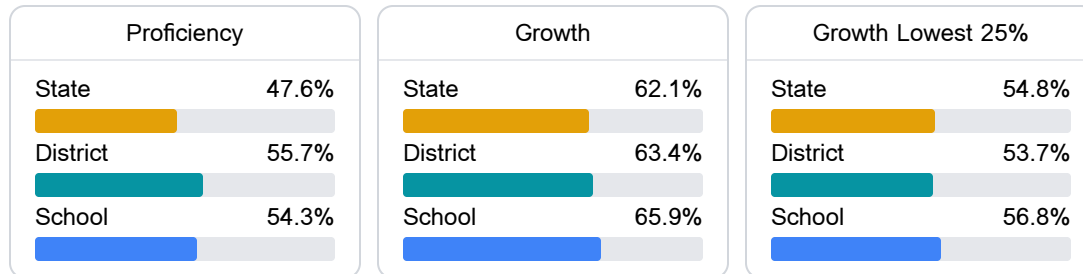 Proficiency
State 47.6%
District 55.7%
School 54.3%
Growth
State 62.1%
District 63.4%
School 65.9%
Growth Lowest 25%
State 54.8%
District 53.7%
School 56.8%